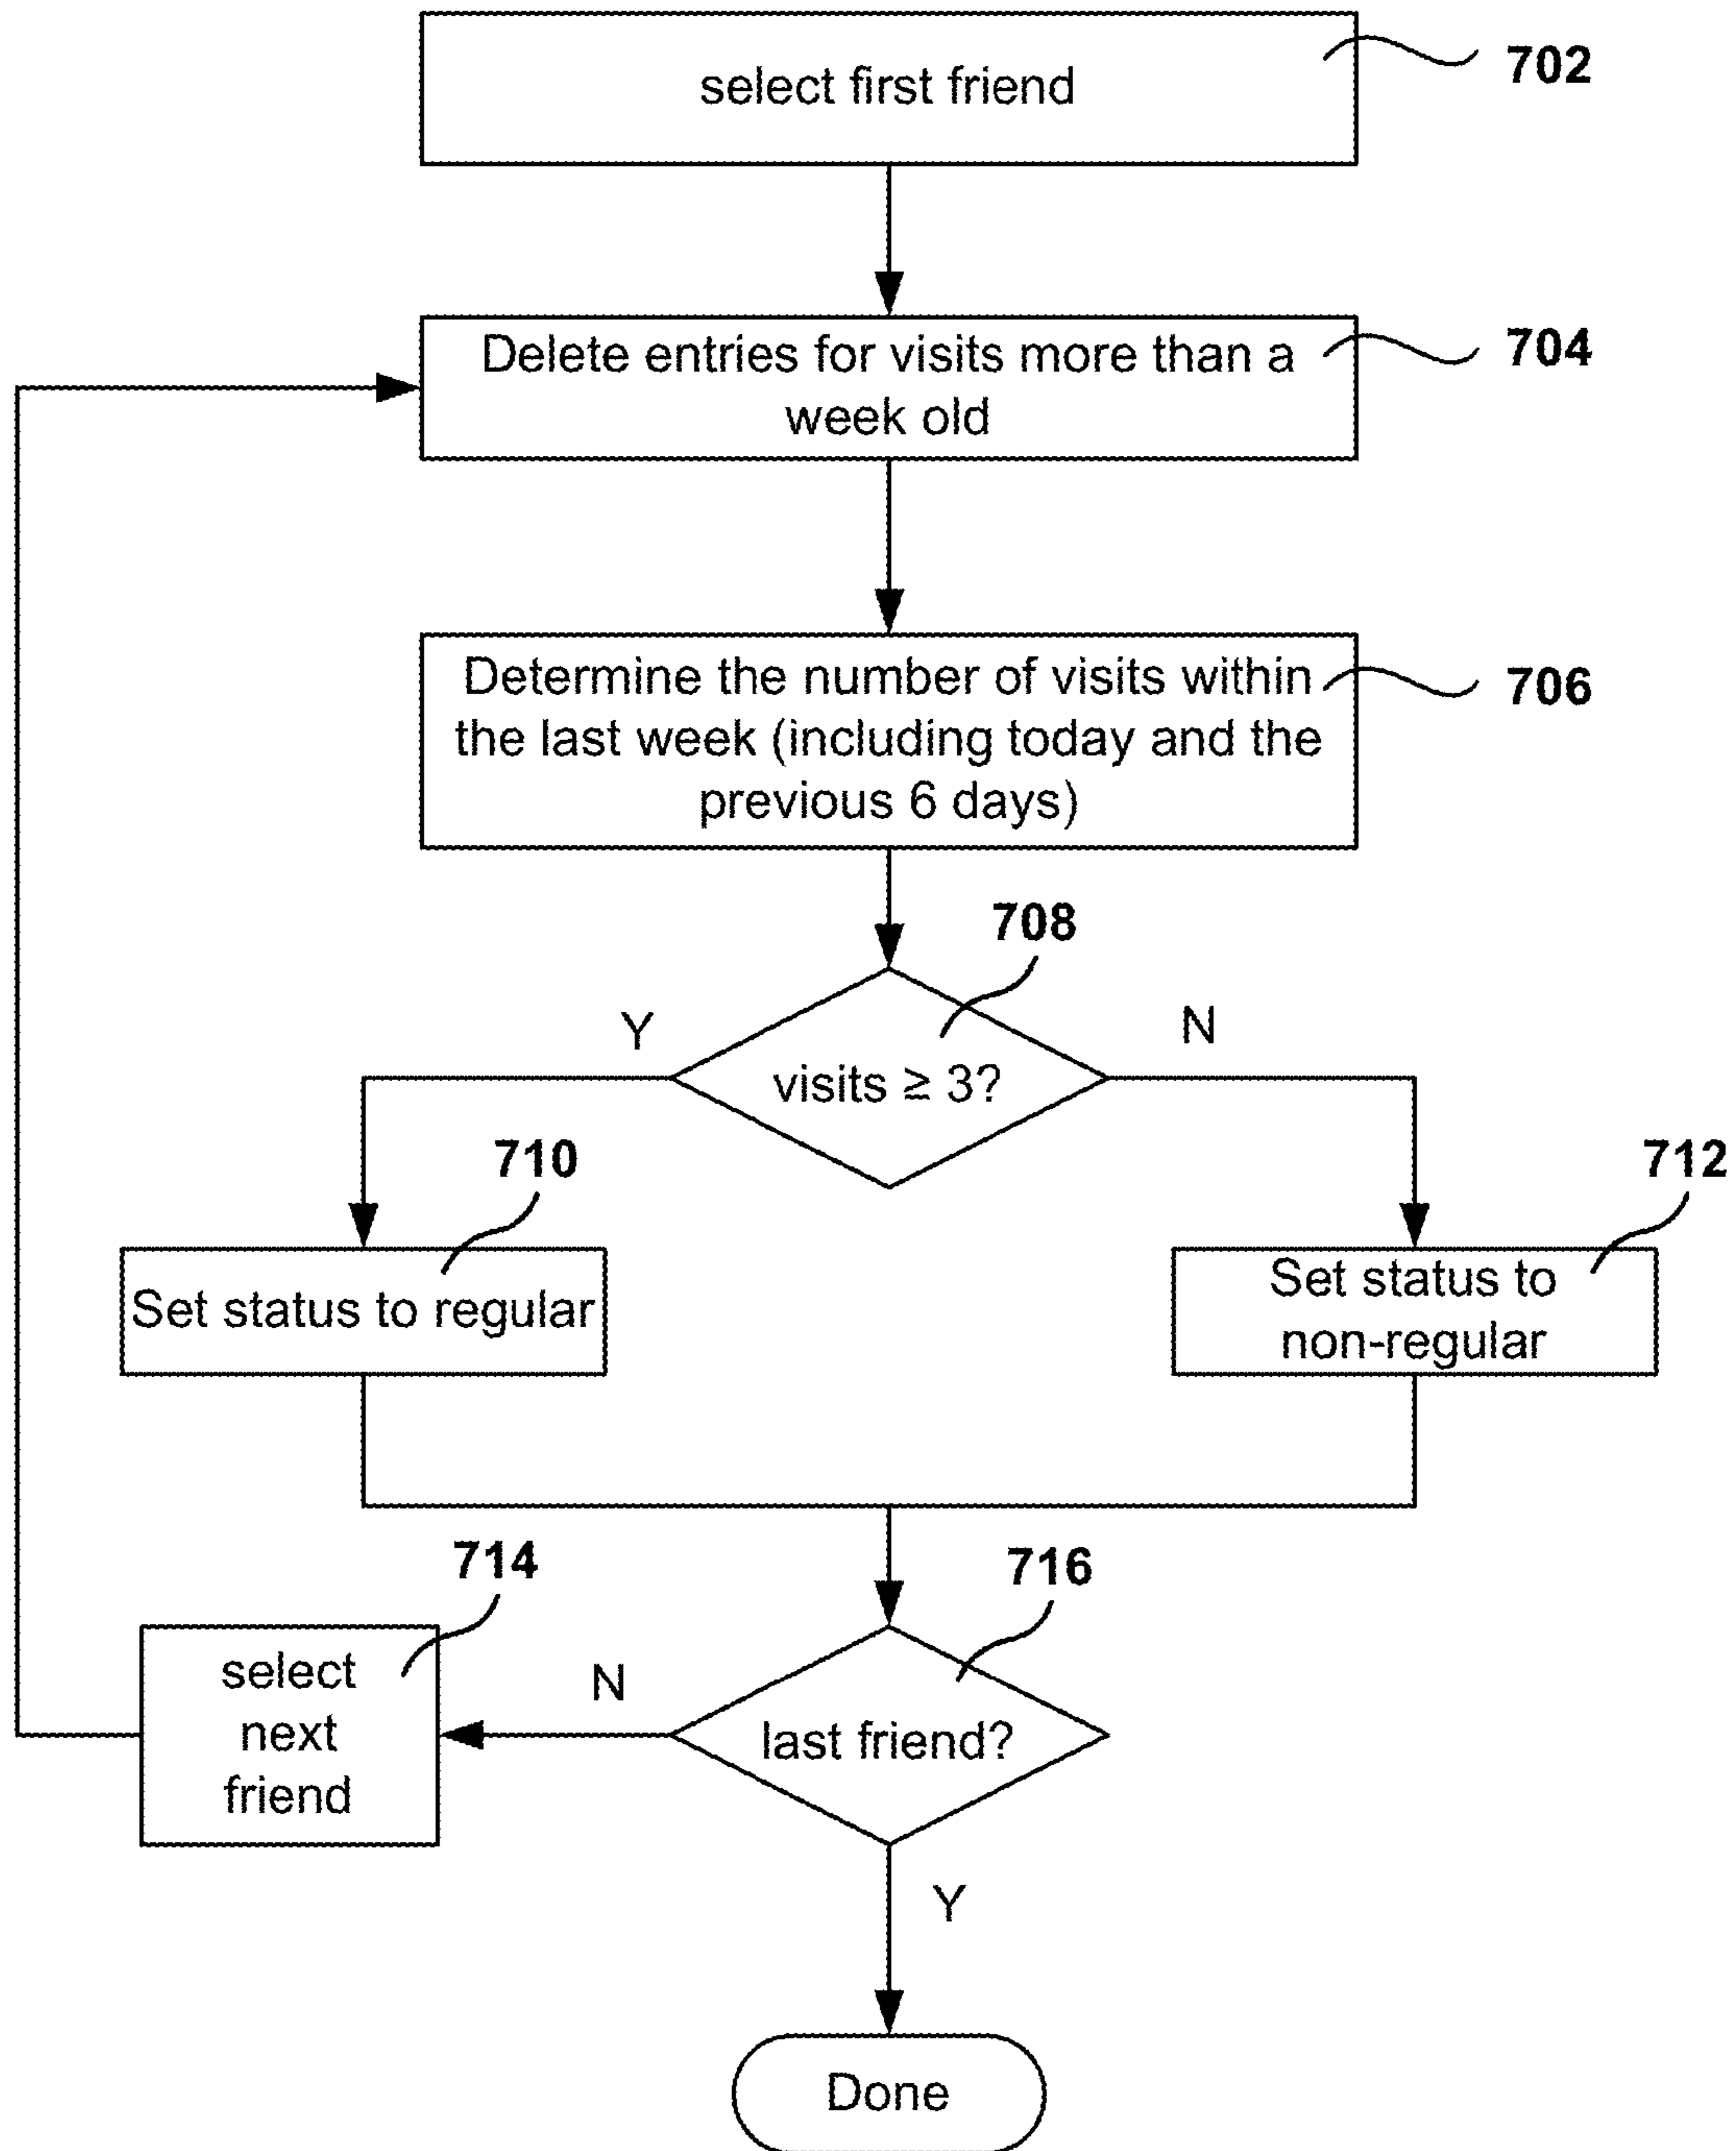 select first friend
702
Delete entries for visits more than a
week old
704
Determine the number of visits within
the last week (including today and the
previous 6 days)
706
708
Y
N
visits ≥ 3?
710
712
Set status to regular
Set status to
non-regular
714
716
select
next
friend
N
last friend?
Y
Done